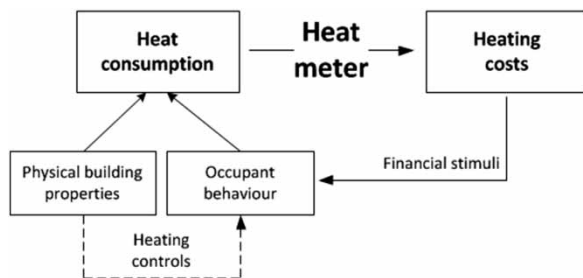 Heat
consumption
Heat
meter
Heating
costs
Physical building
properties
Occupant
behaviour
Financial stimuli
Heating
controls